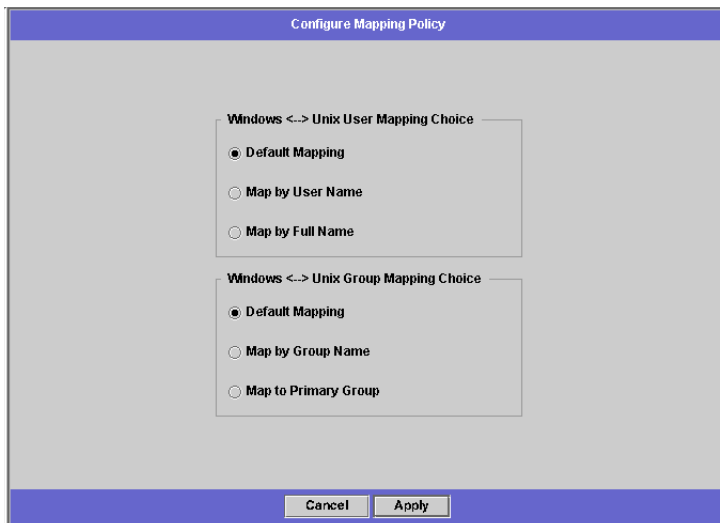 Configure Mapping Policy
Windows <--> Unix User Mapping Choice
Default Mapping
Map by User Name
Map by Full Name
Windows <--> Unix Group Mapping Choice
Default Mapping
Map by Group Name
Map to Primary Group
Cancel Apply